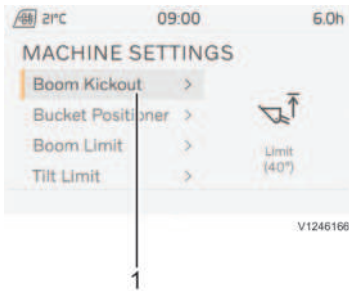 21°C 09:00 6.0h
MACHINE SETTINGS
Boom Kickout >
Bucket Positioner >
Boom Limit >
Tilt Limit >
Limit
(40°)
V1246166
1